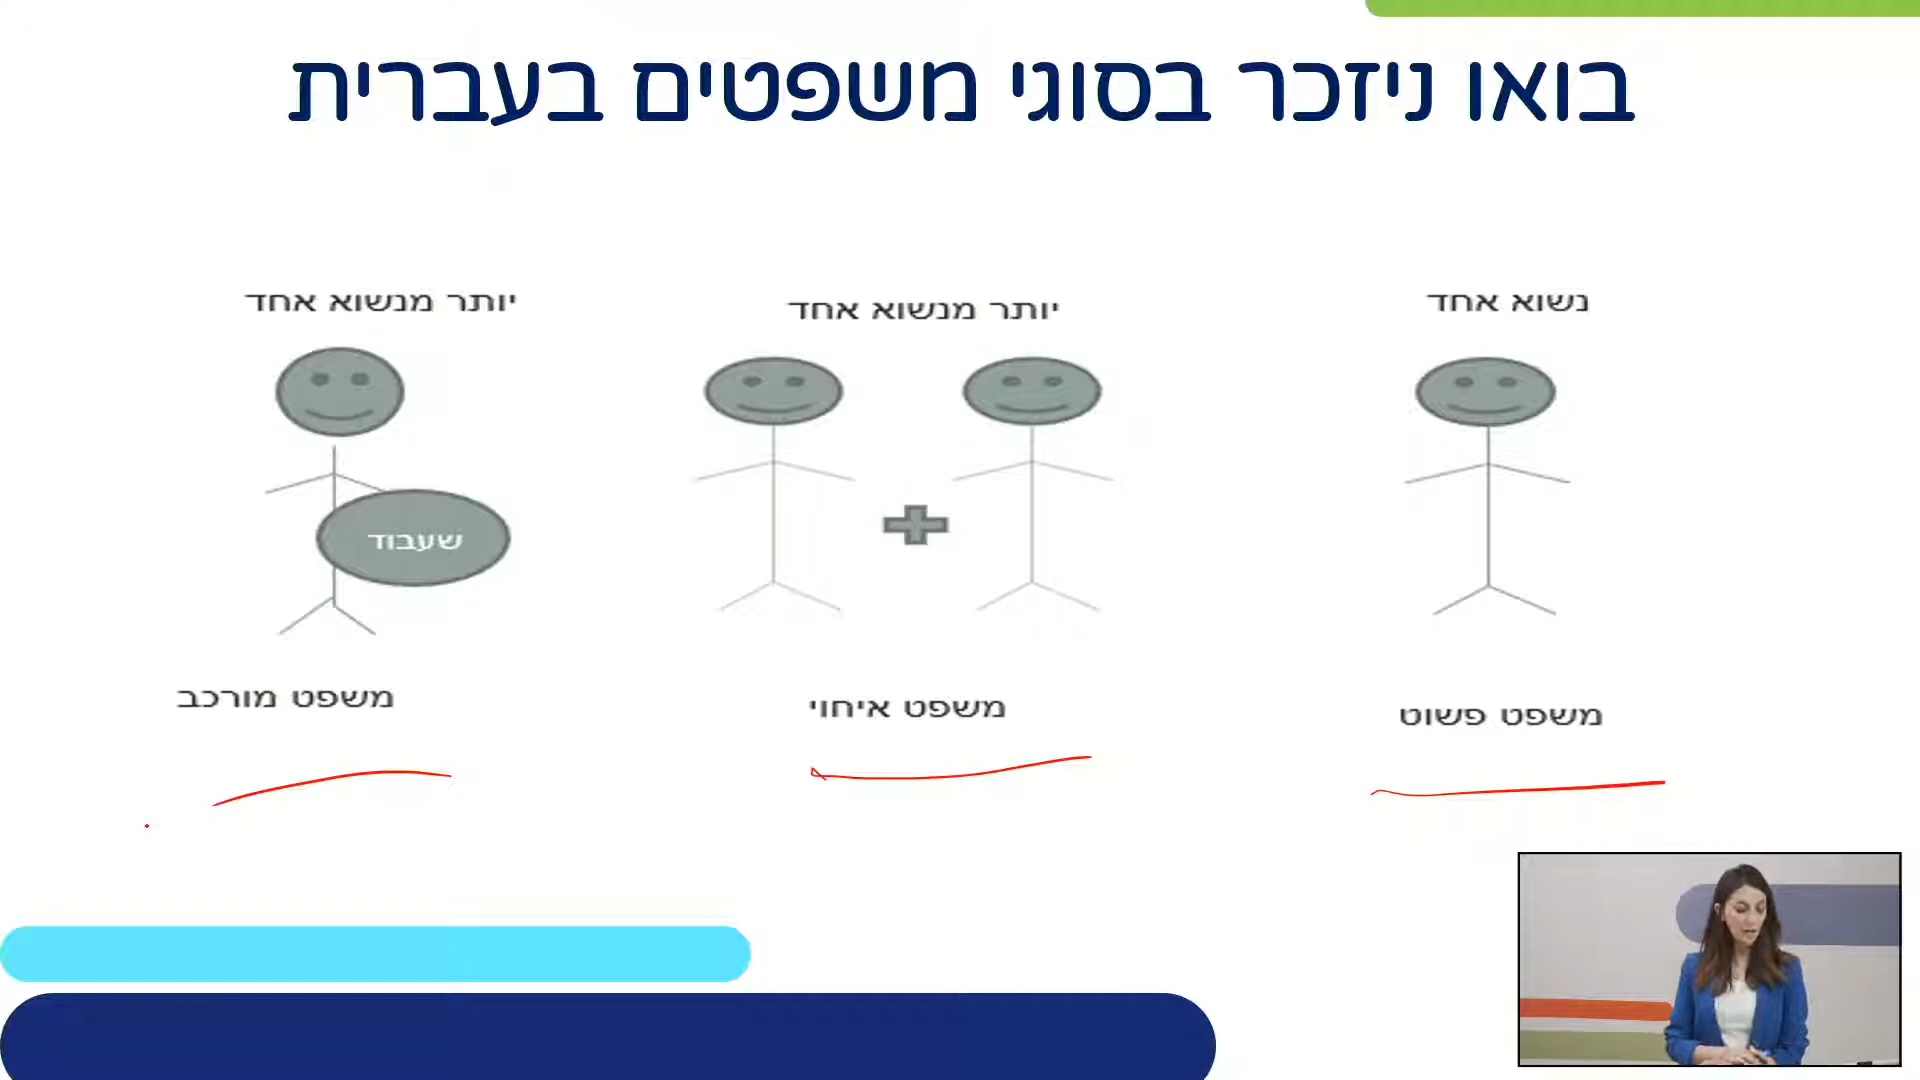 בואו ניזכר בסוגי משפטים בעברית
נשוא אחד
יותר מנשוא אחד
יותר מנשוא אחד
שעבוד
משפט פשוט
משפט איחוי
משפט מורכב